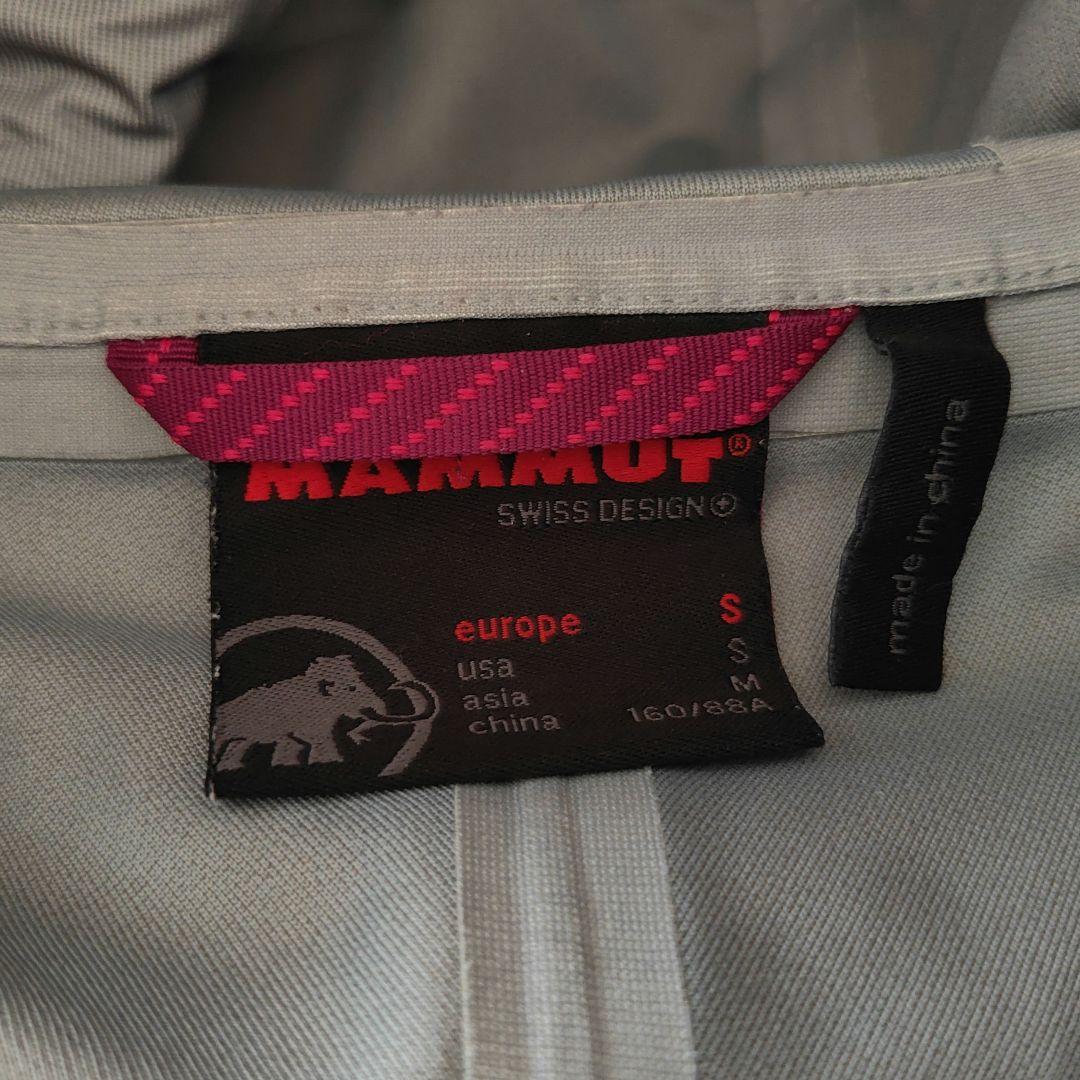 MAMMUT®
SWISS DESIGN
europe S
usa S
asia M
china 160/88A
made in china